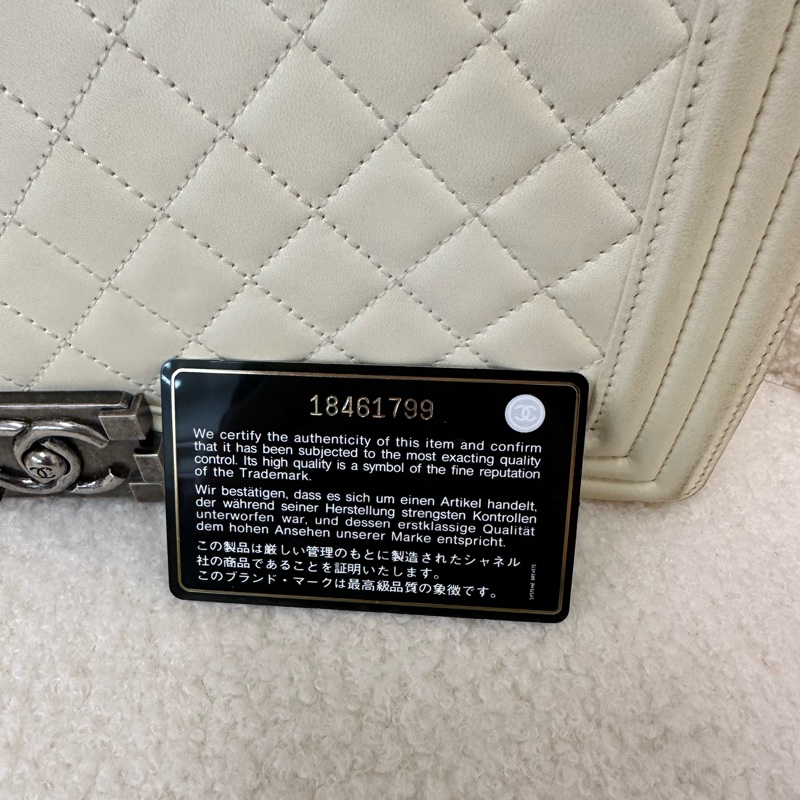 18461799
We certify the authenticity of this item and confirm
that it has been subjected to the most exacting quality
control. Its high quality is a symbol of the fine reputation
of the Trademark.
Wir bestätigen, dass es sich um einen Artikel handelt,
der während seiner Herstellung strengsten Kontrollen
unterworfen war, und dessen erstklassige Qualität
dem hohen Ansehen unserer Marke entspricht.
この製品は厳しい管理のもとに製造されたシャネル
社の商品であることを証明いたします。
このブランド・マークは最高級品質の象徴です。
SYSTEME BREVETE